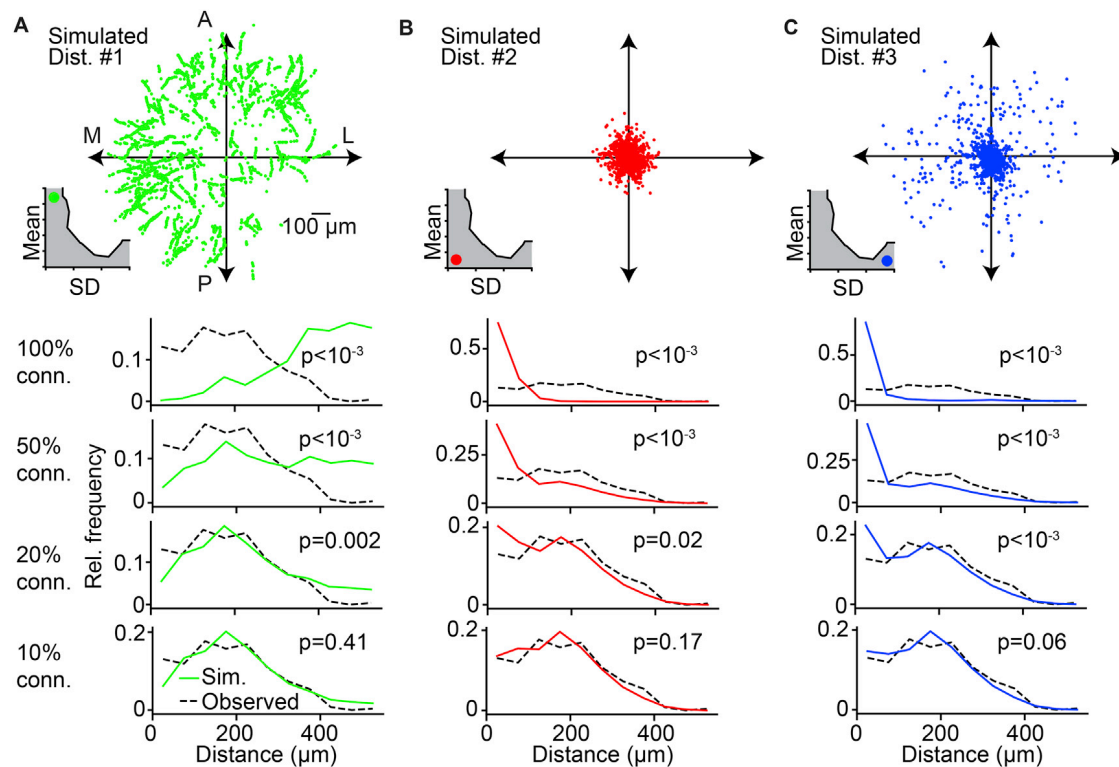 A
Simulated
Dist. #1
A
M
L
P
100 µm
Mean
SD
B
Simulated
Dist. #2
Mean
SD
C
Simulated
Dist. #3
Mean
SD
100%
conn.
50%
conn.
20%
conn.
10%
conn.
Rel. frequency
0.1
0
p<10⁻³
0.5
0
p<10⁻³
0.5
0
p<10⁻³
0.1
0
p<10⁻³
0.25
0
p<10⁻³
0.25
0
p<10⁻³
0.1
0
p=0.002
0.2
0
p=0.02
0.2
0
p<10⁻³
0.2
0
p=0.41
Sim.
Observed
0.2
0
p=0.17
0.2
0
p=0.06
0 200 400
Distance (µm)
0 200 400
Distance (µm)
0 200 400
Distance (µm)